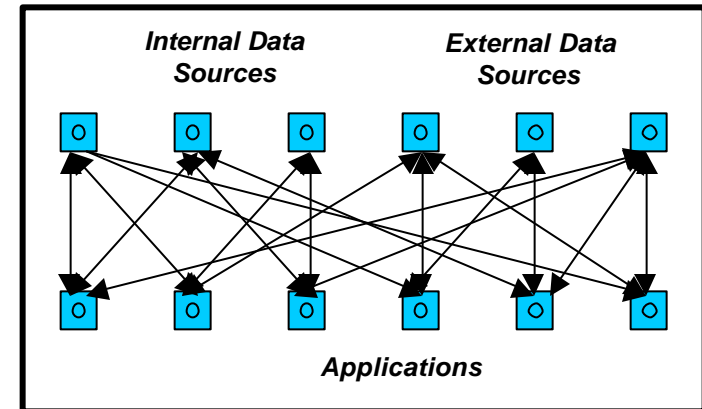 Internal Data
Sources
External Data
Sources
Applications